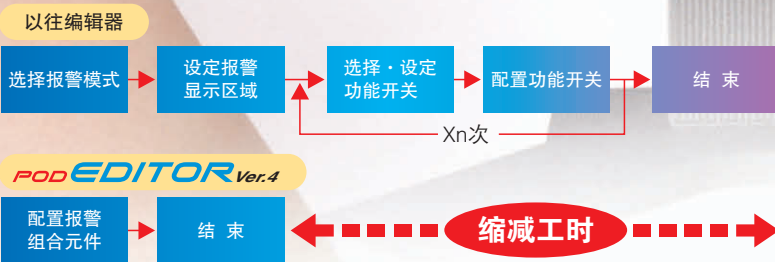 以往编辑器
选择报警模式
设定报警
显示区域
选择·设定
功能开关
配置功能开关
结 束
Xn次
POD EDITOR Ver.4
配置报警
组合元件
结 束
缩减工时